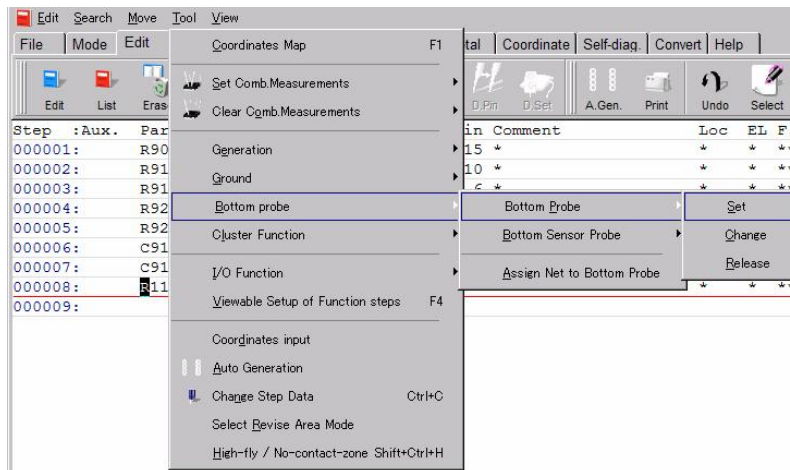 Edit Search Move Tool View
File Mode Edit tal Coordinate Self-diag. Convert Help
Edit List Eras D.Pin D.Set A.Gen. Print Undo Select
Step :Aux. Par in Comment Loc EL F
000001: R90 15 * * * *
000002: R91 10 * * * *
000003: R91 6 * * * *
000004: R92
000005: R92
000006: C91
000007: C91
000008: R11 * * *
000009:
Coordinates Map F1
Set Comb.Measurements
Clear Comb.Measurements
Generation
Ground
Bottom probe
Cluster Function
I/O Function
Viewable Setup of Function steps F4
Coordinates input
Auto Generation
Change Step Data Ctrl+C
Select Revise Area Mode
High-fly / No-contact-zone Shift+Ctrl+H
Bottom Probe
Bottom Sensor Probe
Assign Net to Bottom Probe
Set
Change
Release